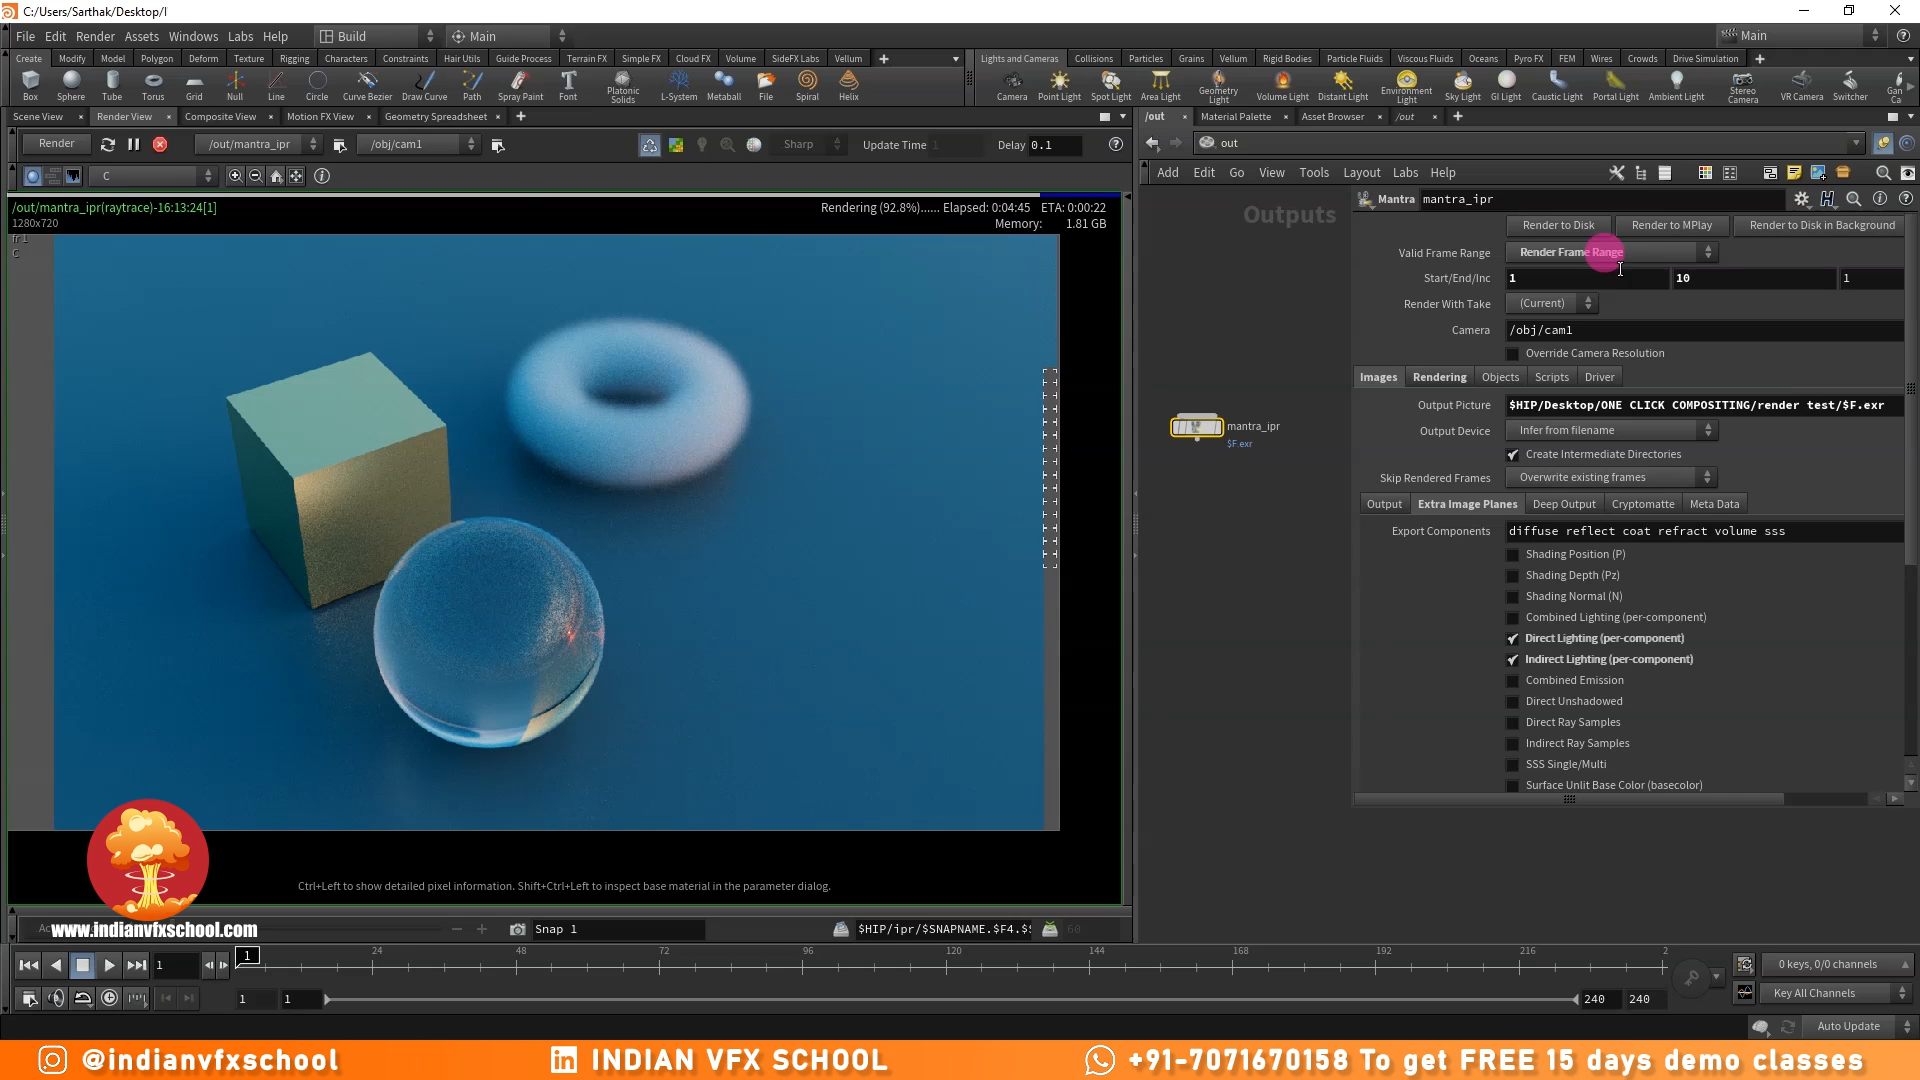 C:/Users/Sarthak/Desktop/I
File Edit Render Assets Windows Labs Help
Build
Main
Main
Create Modify Model Polygon Deform Texture Rigging Characters Constraints Hair Utils Guide Process Terrain FX Simple FX Cloud FX Volume SideFX Labs Vellum
Lights and Cameras Collisions Particles Grains Vellum Rigid Bodies Particle Fluids Viscous Fluids Oceans Pyro FX FEM Wires Crowds Drive Simulation
Box Sphere Tube Torus Grid Null Line Circle Curve Bezier Draw Curve Path Spray Paint Font Platonic Solids L-System Metaball File Spiral Helix
Camera Point Light Spot Light Area Light Geometry Light Volume Light Distant Light Environment Light Sky Light GI Light Caustic Light Portal Light Ambient Light Stereo Camera VR Camera Switcher Gan Ca
Scene View Render View Composite View Motion FX View Geometry Spreadsheet
/out Material Palette Asset Browser /out
Render /out/mantra_ipr /obj/cam1 Sharp Update Time 1 Delay 0.1
out
C
Add Edit Go View Tools Layout Labs Help
/out/mantra_ipr(raytrace)-16:13:24[1]
1280x720
Rendering (92.8%)...... Elapsed: 0:04:45 ETA: 0:00:22
Memory: 1.81 GB
fr1
C
Outputs
mantra_ipr
$F.exr
Mantra mantra_ipr
Render to Disk Render to MPlay Render to Disk in Background
Valid Frame Range Render Frame Range
Start/End/Inc 1 10 1
Render With Take (Current)
Camera /obj/cam1
Override Camera Resolution
Images Rendering Objects Scripts Driver
Output Picture $HIP/Desktop/ONE CLICK COMPOSITING/render test/$F.exr
Output Device Infer from filename
Create Intermediate Directories
Skip Rendered Frames Overwrite existing frames
Output Extra Image Planes Deep Output Cryptomatte Meta Data
Export Components diffuse reflect coat refract volume sss
Shading Position (P)
Shading Depth (Pz)
Shading Normal (N)
Combined Lighting (per-component)
Direct Lighting (per-component)
Indirect Lighting (per-component)
Combined Emission
Direct Unshadowed
Direct Ray Samples
Indirect Ray Samples
SSS Single/Multi
Surface Unlit Base Color (basecolor)
Ctrl+Left to show detailed pixel information. Shift+Ctrl+Left to inspect base material in the parameter dialog.
www.indianvfxschool.com
Snap 1
$HIP/ipr/$SNAPNAME.$F4.$S
60
1
1
24 48 72 96 120 144 168 192 216 2
0 keys, 0/0 channels
1 1 240 240
Key All Channels
Auto Update
@indianvfxschool
INDIAN VFX SCHOOL
+91-7071670158 To get FREE 15 days demo classes